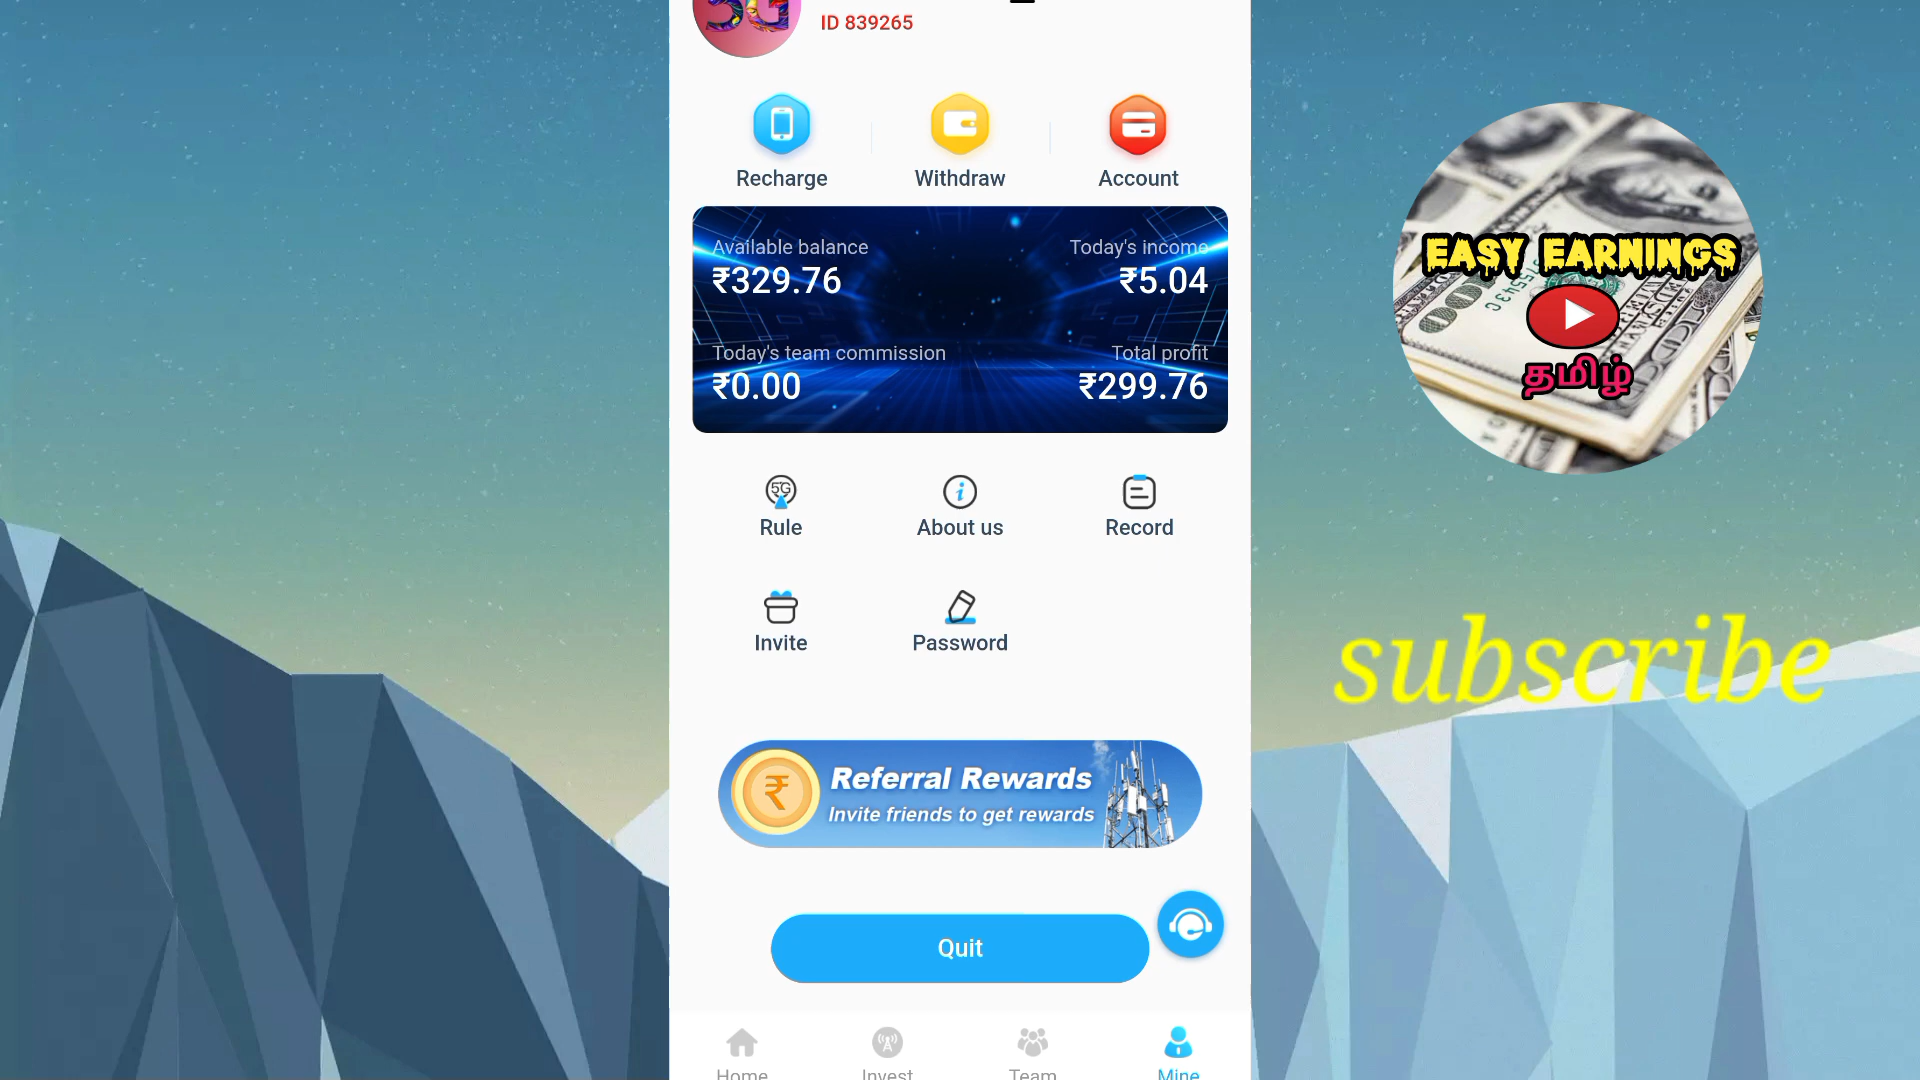 5G
ID 839265
Recharge
Withdraw
Account
Available balance
Today's income
₹329.76
₹5.04
Today's team commission
Total profit
₹0.00
₹299.76
5G
Rule
About us
Record
Invite
Password
Referral Rewards
Invite friends to get rewards
Quit
Home
Invest
Team
Mine
EASY EARNINGS
தமிழ்
subscribe